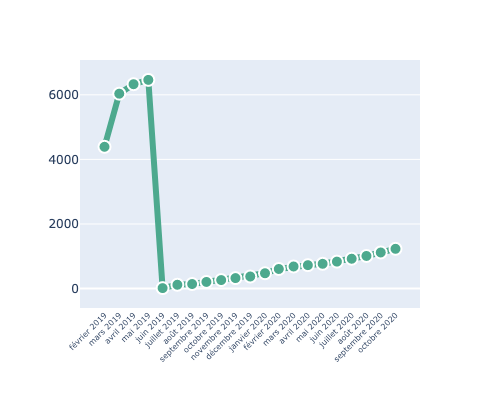 6000
4000
2000
0
février 2019
mars 2019
avril 2019
mai 2019
juin 2019
juillet 2019
août 2019
septembre 2019
octobre 2019
novembre 2019
décembre 2019
janvier 2020
février 2020
mars 2020
avril 2020
mai 2020
juin 2020
juillet 2020
août 2020
septembre 2020
octobre 2020